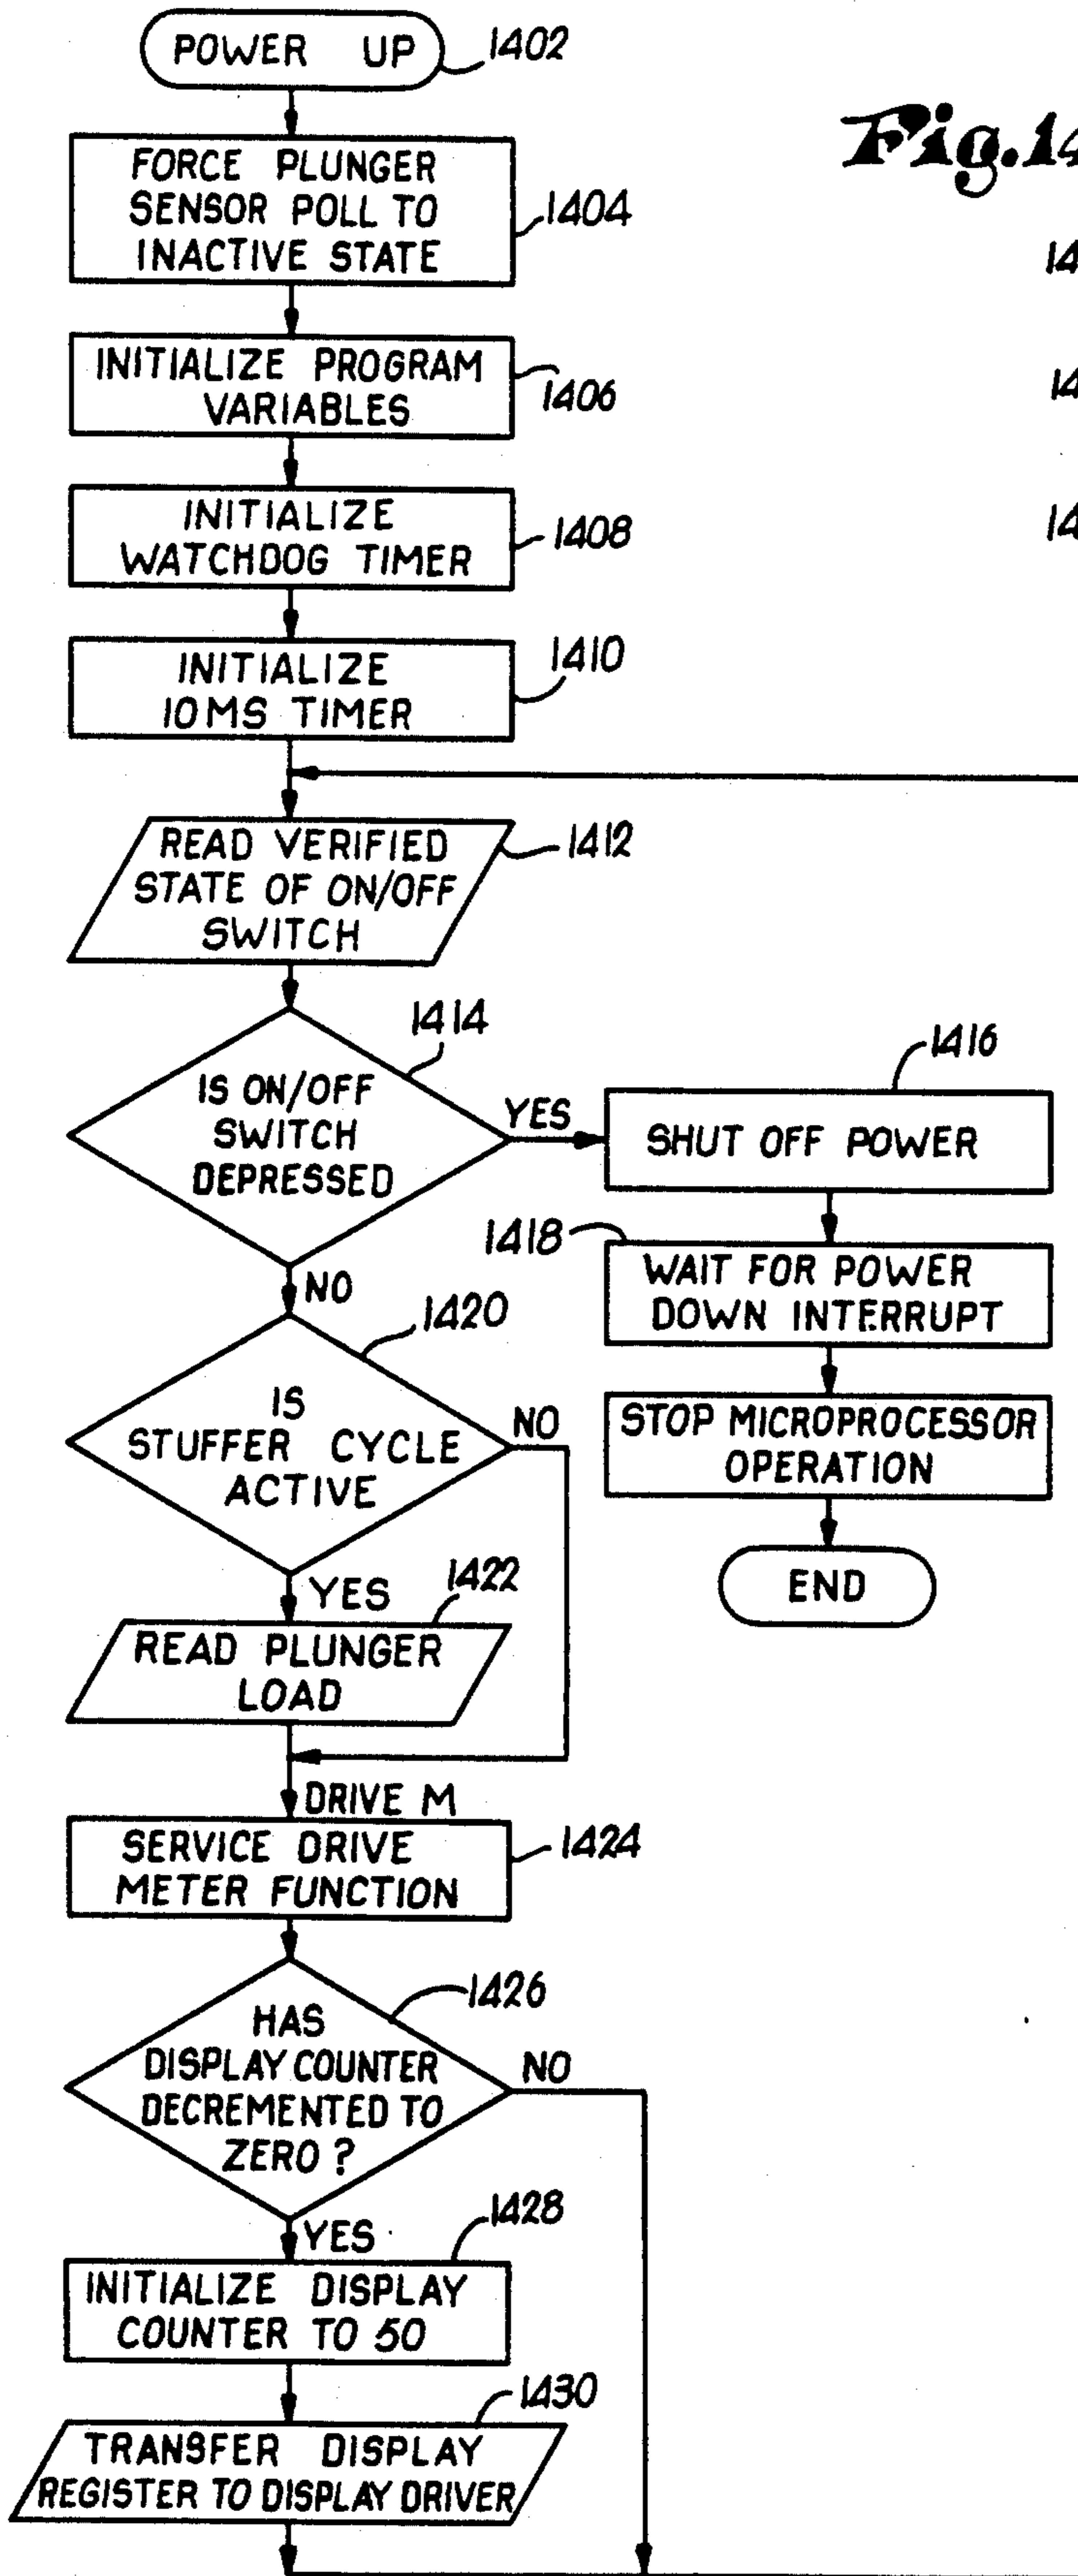 POWER UP
1402
Fig.14
FORCE PLUNGER
SENSOR POLL TO
INACTIVE STATE
1404
INITIALIZE PROGRAM
VARIABLES
1406
INITIALIZE
WATCHDOG TIMER
1408
INITIALIZE
10MS TIMER
1410
READ VERIFIED
STATE OF ON/OFF
SWITCH
1412
IS ON/OFF
SWITCH
DEPRESSED
1414
YES
NO
SHUT OFF POWER
1416
WAIT FOR POWER
DOWN INTERRUPT
1418
STOP MICROPROCESSOR
OPERATION
END
IS
STUFFER CYCLE
ACTIVE
1420
NO
YES
READ PLUNGER
LOAD
1422
DRIVE M
SERVICE DRIVE
METER FUNCTION
1424
HAS
DISPLAY COUNTER
DECREMENTED TO
ZERO ?
1426
NO
YES
INITIALIZE DISPLAY
COUNTER TO 50
1428
TRANSFER DISPLAY
REGISTER TO DISPLAY DRIVER
1430